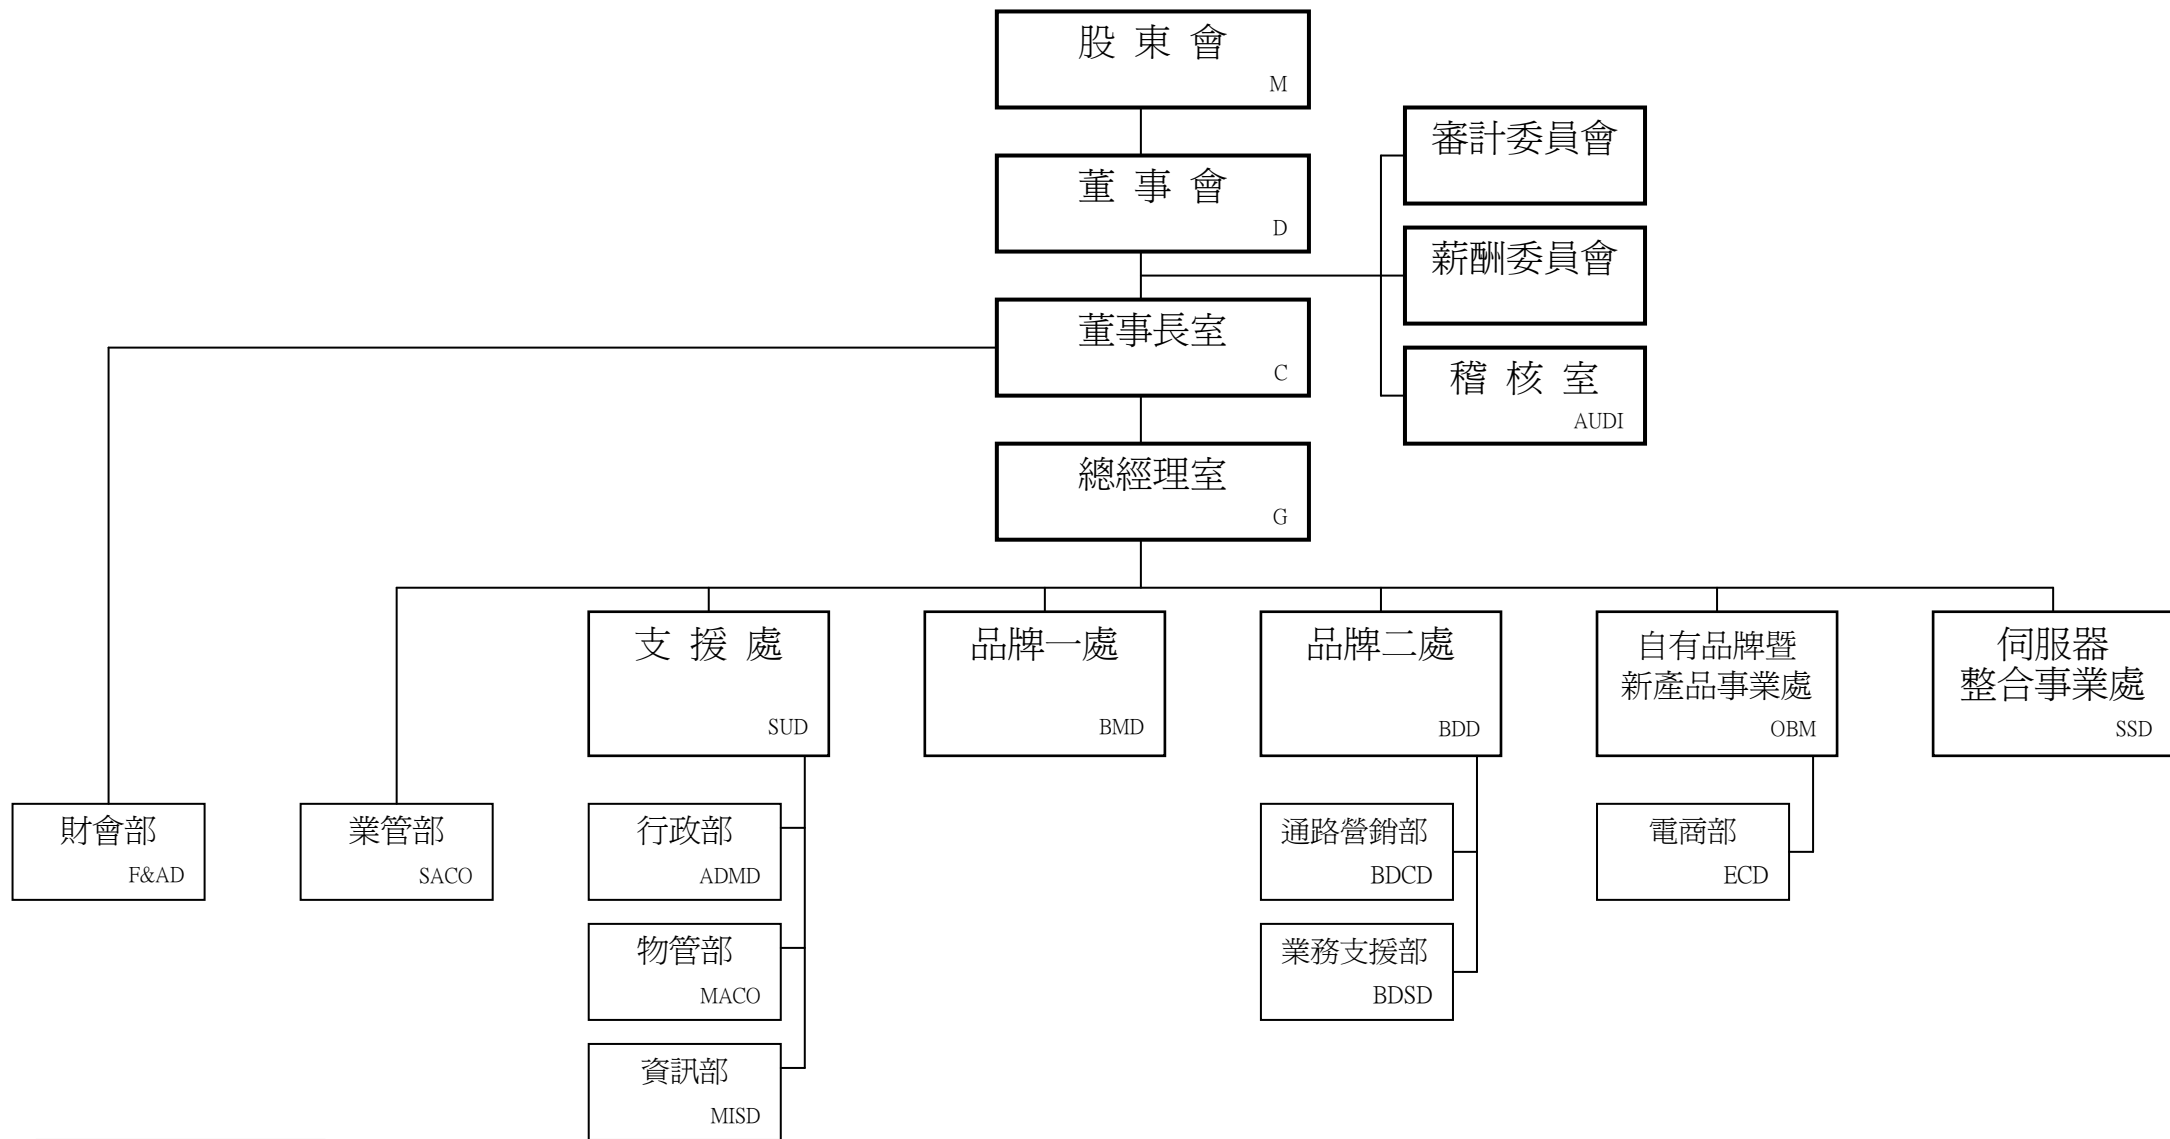 股 東 會
M
董 事 會
D
審計委員會
薪酬委員會
稽 核 室
AUDI
董事長室
C
總經理室
G
支 援 處
SUD
品牌一處
BMD
品牌二處
BDD
自有品牌暨
新產品事業處
OBM
伺服器
整合事業處
SSD
財會部
F&AD
業管部
SACO
行政部
ADMD
物管部
MACO
資訊部
MISD
通路營銷部
BDCD
業務支援部
BDSD
電商部
ECD